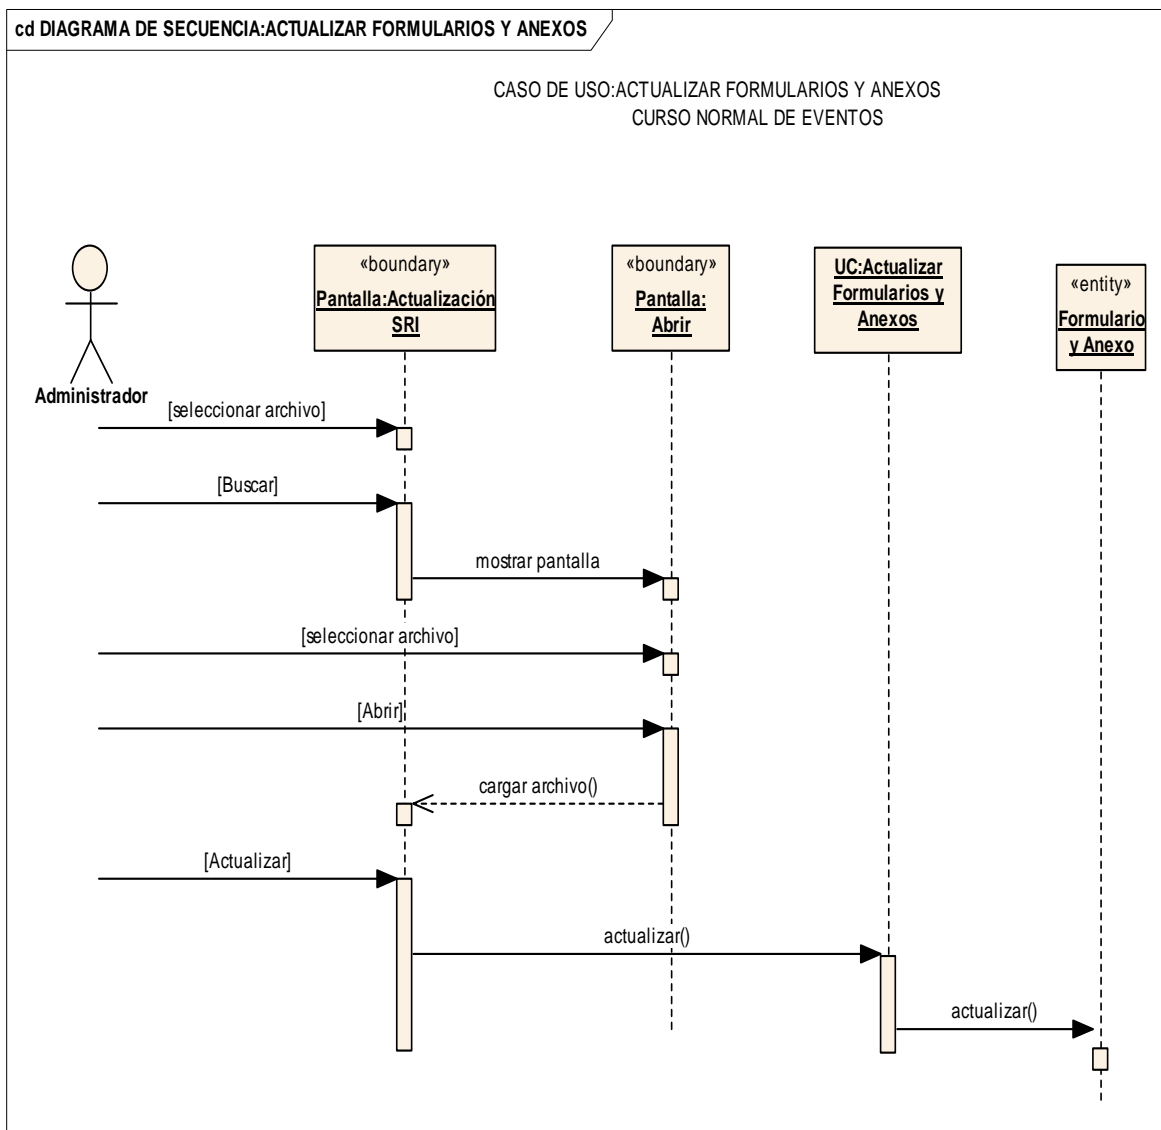 cd DIAGRAMA DE SECUENCIA:ACTUALIZAR FORMULARIOS Y ANEXOS
CASO DE USO:ACTUALIZAR FORMULARIOS Y ANEXOS
CURSO NORMAL DE EVENTOS
Administrador
«boundary»
Pantalla:Actualización
SRI
«boundary»
Pantalla:
Abrir
UC:Actualizar
Formularios y
Anexos
«entity»
Formulario
y Anexo
[seleccionar archivo]
[Buscar]
mostrar pantalla
[seleccionar archivo]
[Abrir]
cargar archivo()
[Actualizar]
actualizar()
actualizar()